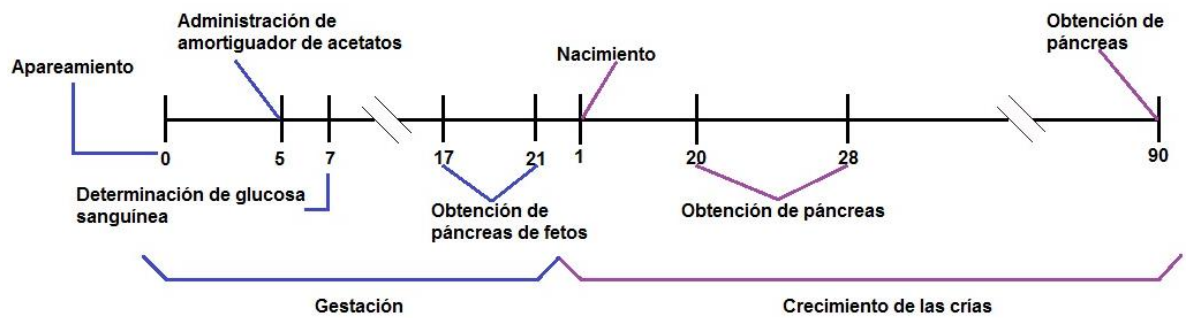 Administración de
amortiguador de acetatos
Obtención de
páncreas
Apareamiento
Nacimiento
0 5 7 17 21 1 20 28 90
Determinación de glucosa
sanguínea
Obtención de
páncreas de fetos
Obtención de páncreas
Gestación
Crecimiento de las crías